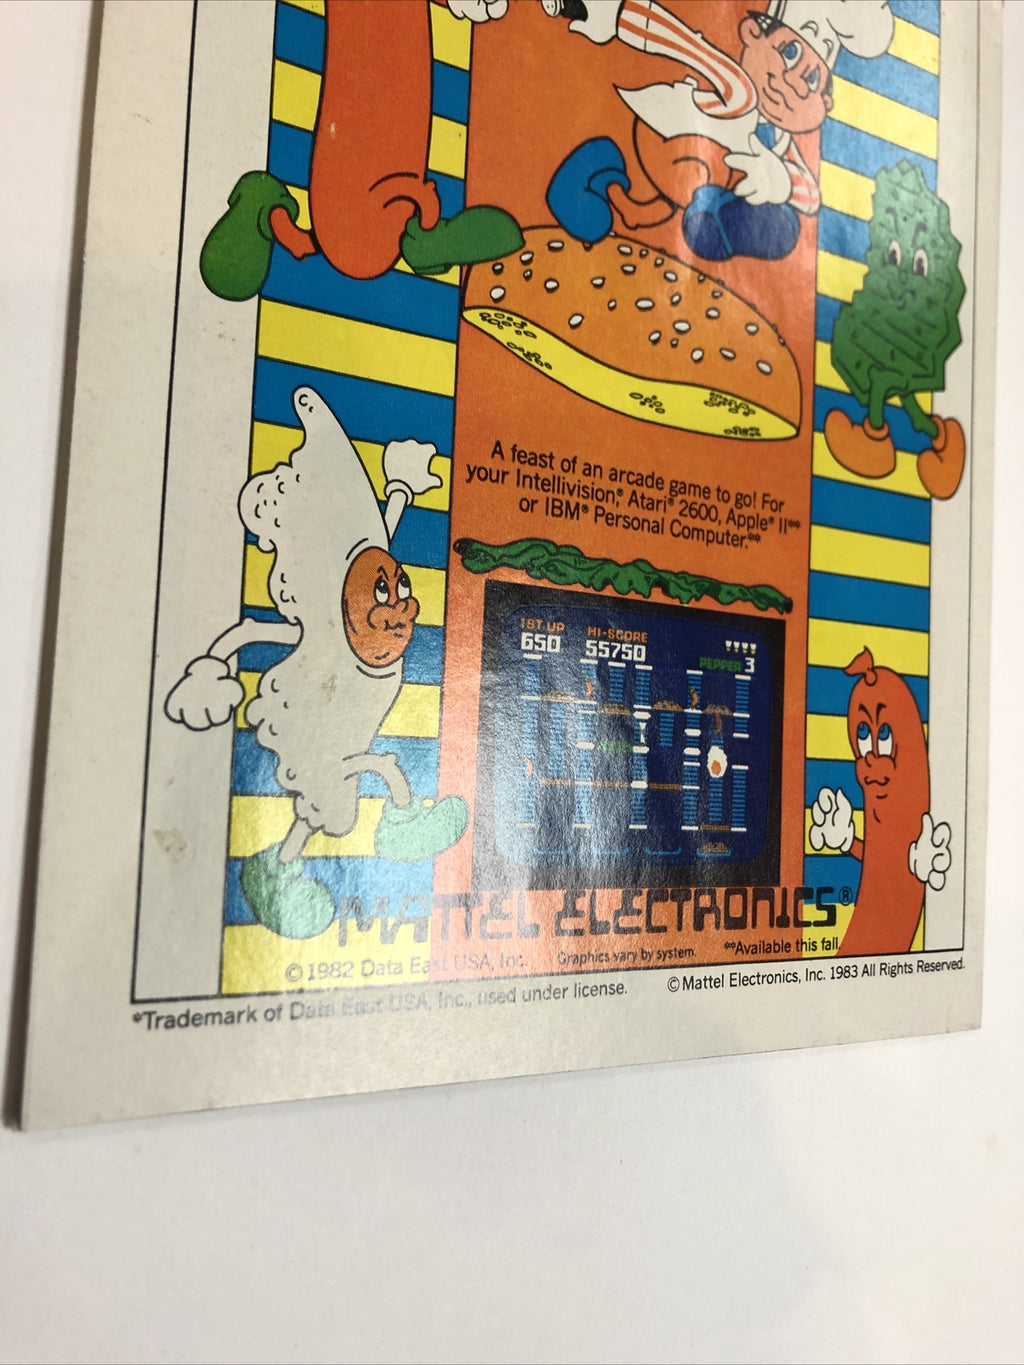 A feast of an arcade game to go! For
your Intellivision,® Atari® 2600, Apple® II**
or IBM® Personal Computer.**
1ST UP
650
HI-SCORE
55750
PEPPER 3
MATTEL ELECTRONICS®
© 1982 Data East USA, Inc. Graphics vary by system. **Available this fall.
*Trademark of Data East USA, Inc., used under license. © Mattel Electronics, Inc. 1983 All Rights Reserved.